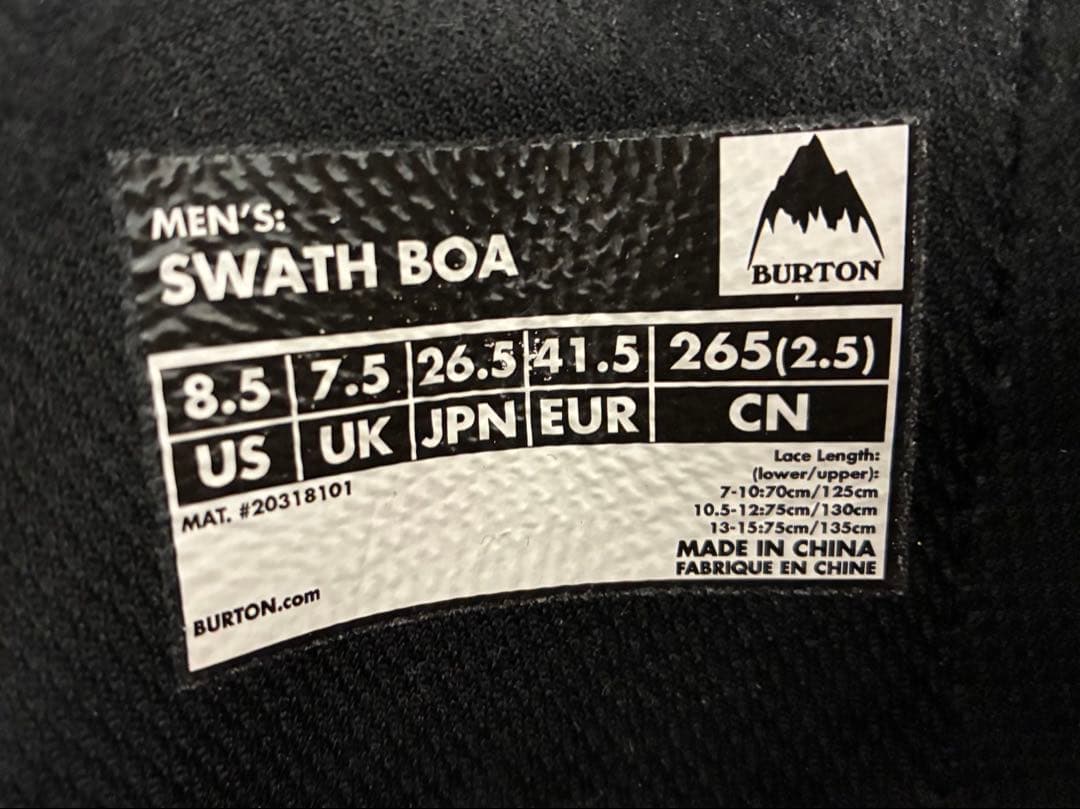 MEN'S:
SWATH BOA
BURTON
8.5 7.5 26.5 41.5 265(2.5)
US UK JPN EUR CN
MAT. #20318101
Lace Length:
(lower/upper):
7-10:70cm/125cm
10.5-12:75cm/130cm
13-15:75cm/135cm
MADE IN CHINA
FABRIQUE EN CHINE
BURTON.com